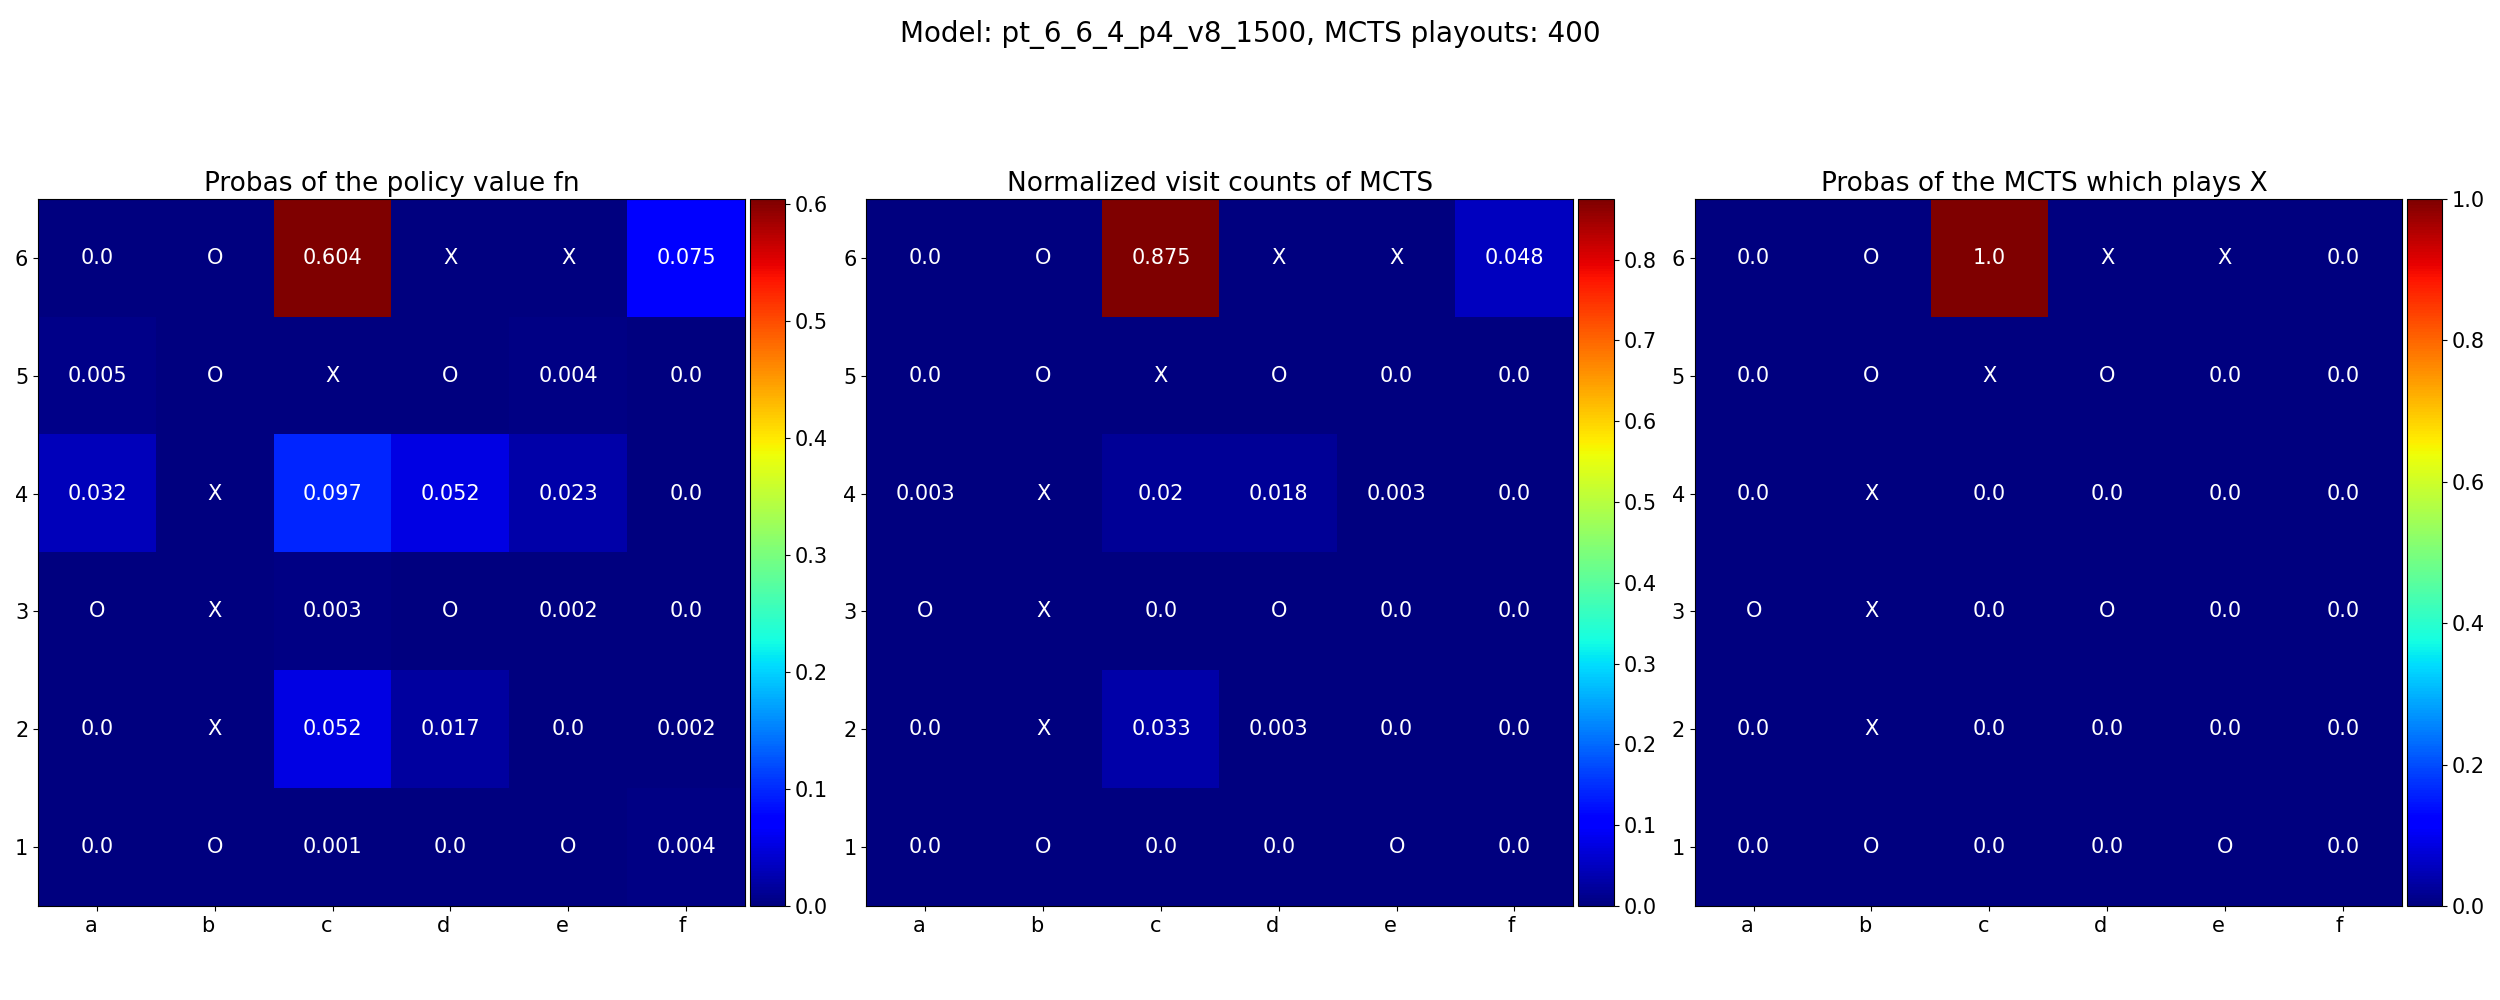 Model: pt_6_6_4_p4_v8_1500, MCTS playouts: 400
Probas of the policy value fn
6 0.0 O 0.604 X X 0.075
5 0.005 O X O 0.004 0.0
4 0.032 X 0.097 0.052 0.023 0.0
3 O X 0.003 O 0.002 0.0
2 0.0 X 0.052 0.017 0.0 0.002
1 0.0 O 0.001 0.0 O 0.004
a b c d e f
0.6
0.5
0.4
0.3
0.2
0.1
0.0
Normalized visit counts of MCTS
6 0.0 O 0.875 X X 0.048
5 0.0 O X O 0.0 0.0
4 0.003 X 0.02 0.018 0.003 0.0
3 O X 0.0 O 0.0 0.0
2 0.0 X 0.033 0.003 0.0 0.0
1 0.0 O 0.0 0.0 O 0.0
a b c d e f
0.8
0.7
0.6
0.5
0.4
0.3
0.2
0.1
0.0
Probas of the MCTS which plays X
6 0.0 O 1.0 X X 0.0
5 0.0 O X O 0.0 0.0
4 0.0 X 0.0 0.0 0.0 0.0
3 O X 0.0 O 0.0 0.0
2 0.0 X 0.0 0.0 0.0 0.0
1 0.0 O 0.0 0.0 O 0.0
a b c d e f
1.0
0.8
0.6
0.4
0.2
0.0